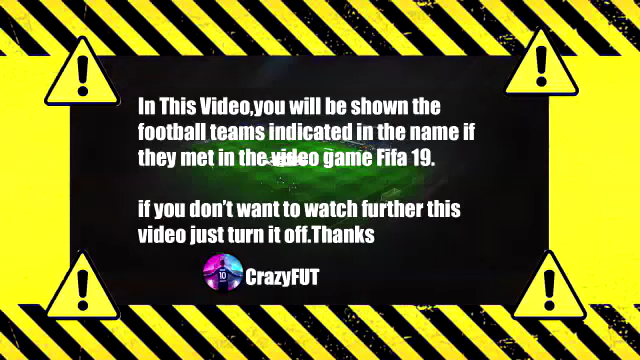 In This Video,you will be shown the
football teams indicated in the name if
they met in the video game Fifa 19.
if you don't want to watch further this
video just turn it off.Thanks
CrazyFUT